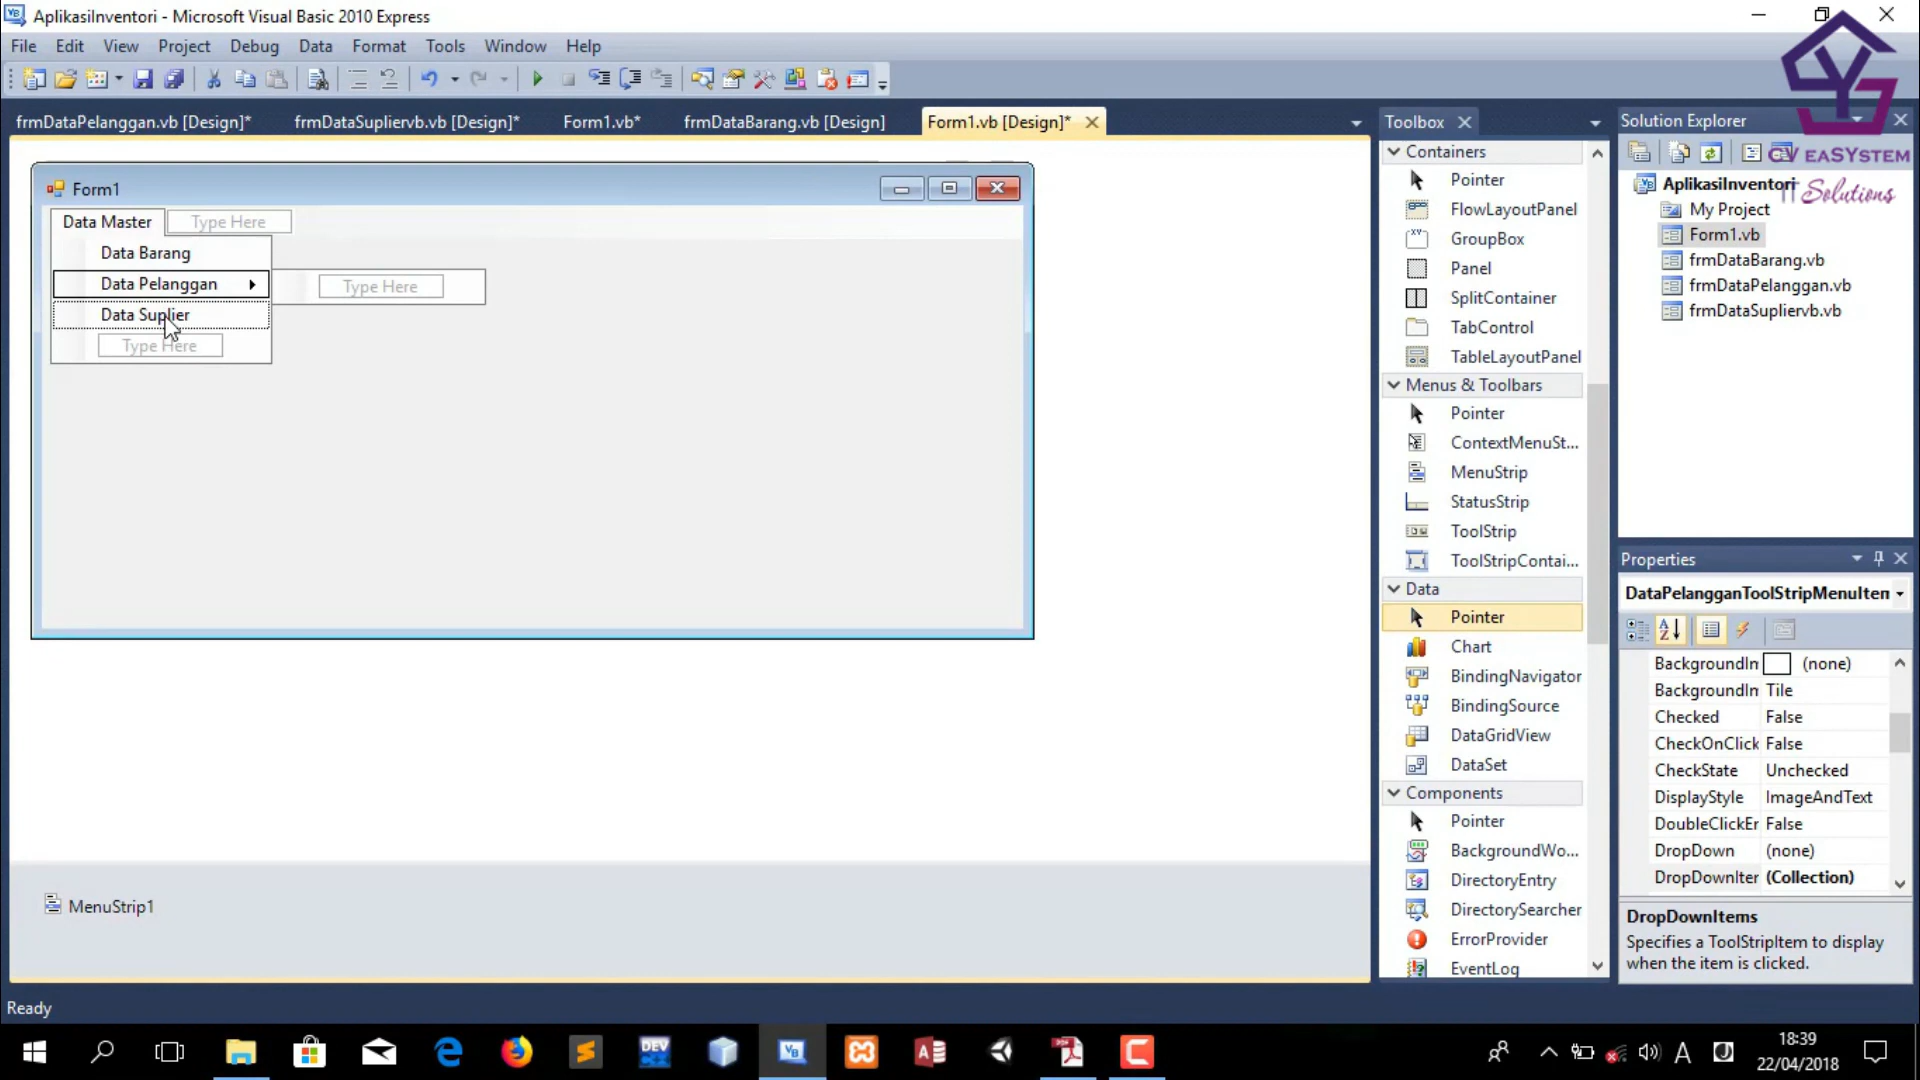 AplikasiInventori - Microsoft Visual Basic 2010 Express
File Edit View Project Debug Data Format Tools Window Help
frmDataPelanggan.vb [Design]* frmDataSupliervb.vb [Design]* Form1.vb* frmDataBarang.vb [Design] Form1.vb [Design]*
Form1
Data Master Type Here
Data Barang
Data Pelanggan Type Here
Data Suplier
Type Here
MenuStrip1
Toolbox
Containers
Pointer
FlowLayoutPanel
GroupBox
Panel
SplitContainer
TabControl
TableLayoutPanel
Menus & Toolbars
Pointer
ContextMenuSt...
MenuStrip
StatusStrip
ToolStrip
ToolStripContai...
Data
Pointer
Chart
BindingNavigator
BindingSource
DataGridView
DataSet
Components
Pointer
BackgroundWo...
DirectoryEntry
DirectorySearcher
ErrorProvider
EventLog
Solution Explorer
CV eaSYstem
IT Solutions
AplikasiInventori
My Project
Form1.vb
frmDataBarang.vb
frmDataPelanggan.vb
frmDataSupliervb.vb
Properties
DataPelangganToolStripMenuItem
BackgroundIm (none)
BackgroundIm Tile
Checked False
CheckOnClick False
CheckState Unchecked
DisplayStyle ImageAndText
DoubleClickEr False
DropDown (none)
DropDownIter (Collection)
DropDownItems
Specifies a ToolStripItem to display
when the item is clicked.
Ready
18:39
22/04/2018